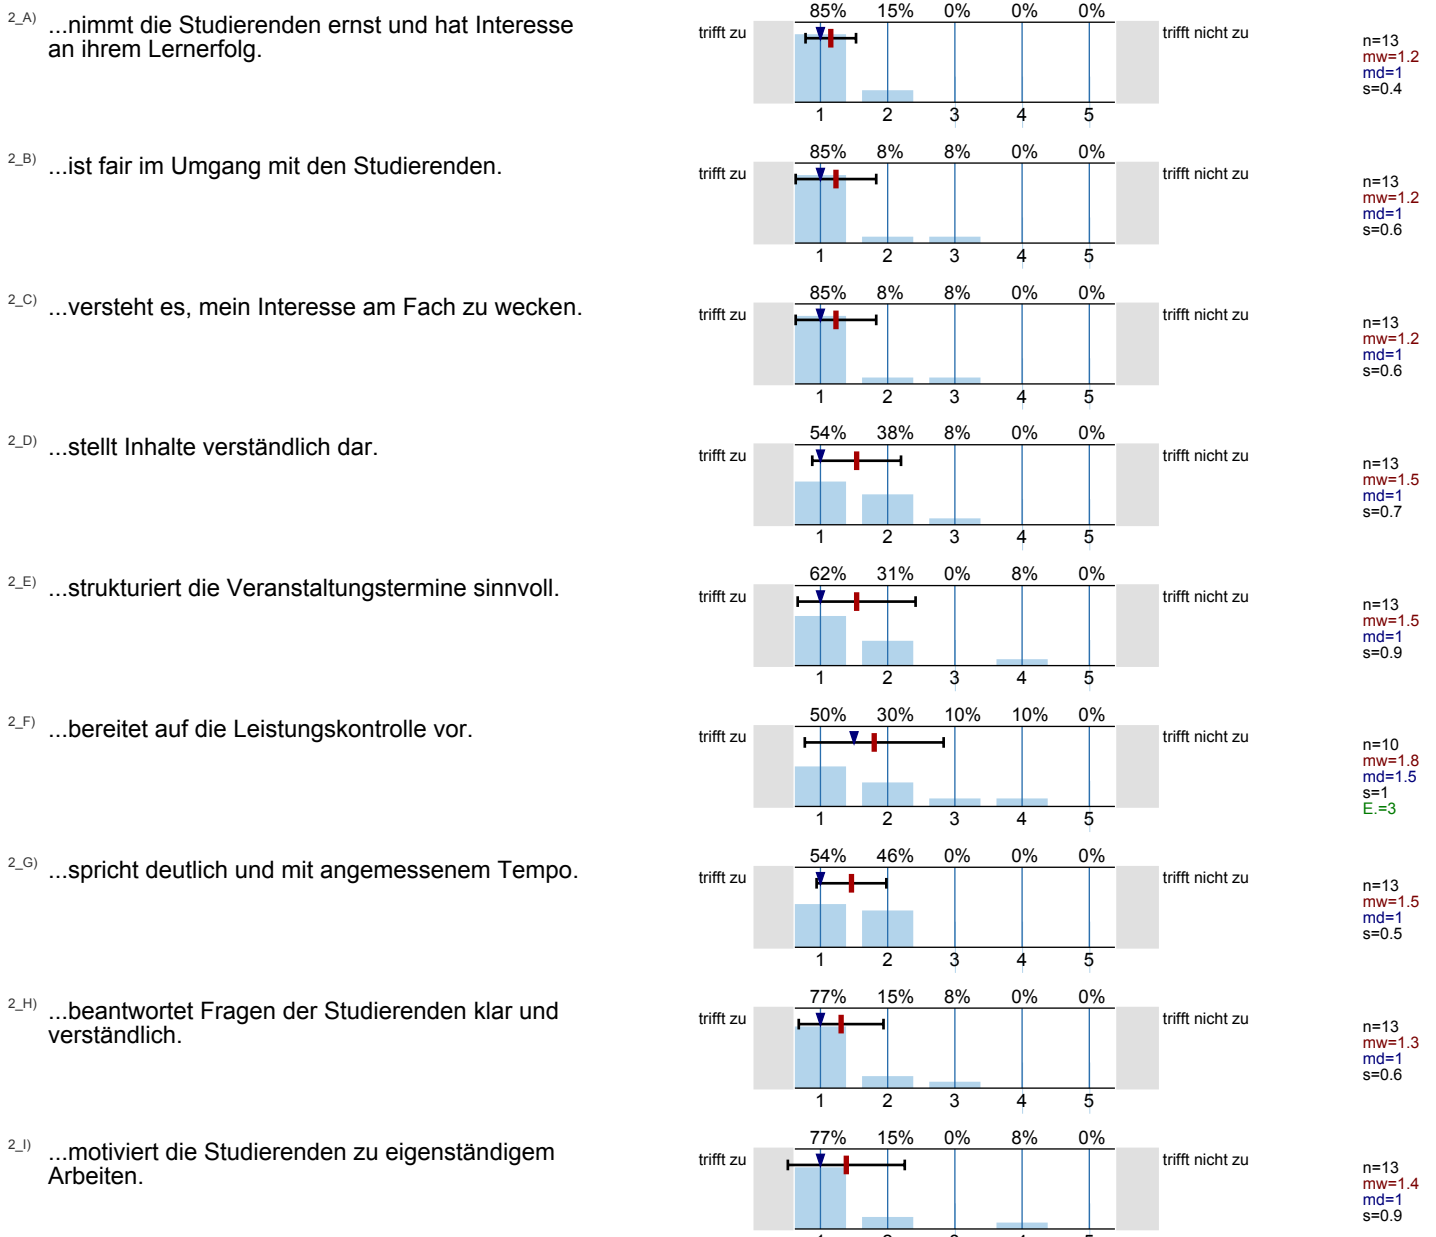 2_A) ...nimmt die Studierenden ernst und hat Interesse
an ihrem Lernerfolg.
85% 15% 0% 0% 0%
trifft zu trifft nicht zu
1 2 3 4 5
n=13
mw=1.2
md=1
s=0.4
2_B) ...ist fair im Umgang mit den Studierenden.
85% 8% 8% 0% 0%
trifft zu trifft nicht zu
1 2 3 4 5
n=13
mw=1.2
md=1
s=0.6
2_C) ...versteht es, mein Interesse am Fach zu wecken.
85% 8% 8% 0% 0%
trifft zu trifft nicht zu
1 2 3 4 5
n=13
mw=1.2
md=1
s=0.6
2_D) ...stellt Inhalte verständlich dar.
54% 38% 8% 0% 0%
trifft zu trifft nicht zu
1 2 3 4 5
n=13
mw=1.5
md=1
s=0.7
2_E) ...strukturiert die Veranstaltungstermine sinnvoll.
62% 31% 0% 8% 0%
trifft zu trifft nicht zu
1 2 3 4 5
n=13
mw=1.5
md=1
s=0.9
2_F) ...bereitet auf die Leistungskontrolle vor.
50% 30% 10% 10% 0%
trifft zu trifft nicht zu
1 2 3 4 5
n=10
mw=1.8
md=1.5
s=1
E.=3
2_G) ...spricht deutlich und mit angemessenem Tempo.
54% 46% 0% 0% 0%
trifft zu trifft nicht zu
1 2 3 4 5
n=13
mw=1.5
md=1
s=0.5
2_H) ...beantwortet Fragen der Studierenden klar und
verständlich.
77% 15% 8% 0% 0%
trifft zu trifft nicht zu
1 2 3 4 5
n=13
mw=1.3
md=1
s=0.6
2_I) ...motiviert die Studierenden zu eigenständigem
Arbeiten.
77% 15% 0% 8% 0%
trifft zu trifft nicht zu
n=13
mw=1.4
md=1
s=0.9